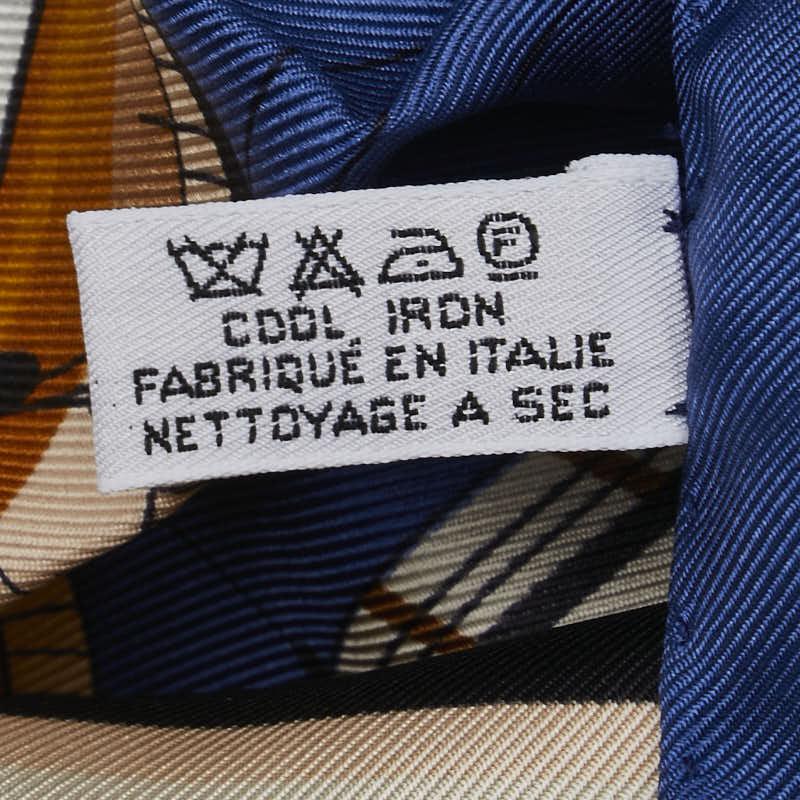 F
COOL IRON
FABRIQUÉ EN ITALIE
NETTOYAGE A SEC